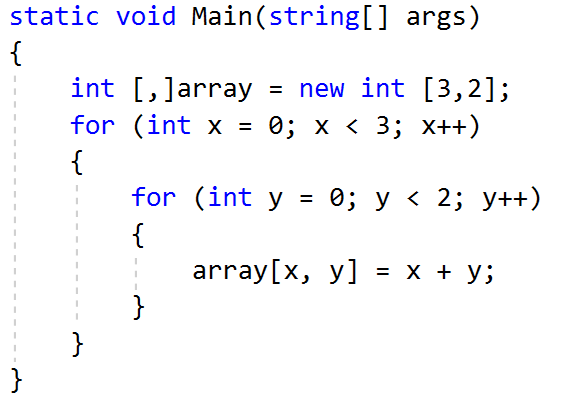 static void Main(string[] args)
{
    int [,]array = new int [3,2];
    for (int x = 0; x < 3; x++)
    {
        for (int y = 0; y < 2; y++)
        {
            array[x, y] = x + y;
        }
    }
}